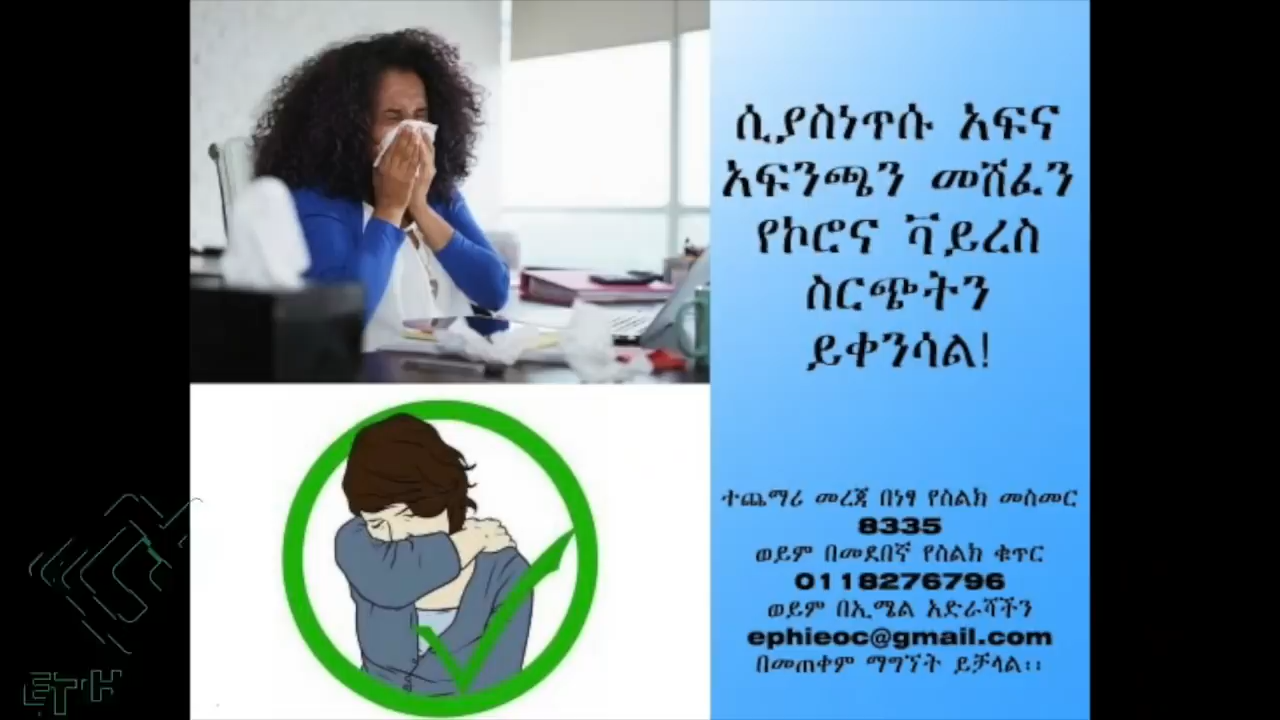 ሲያስነጥሱ አፍና
አፍንጫን መሸፈን
የኮሮና ቫይረስ
ስርጭትን
ይቀንሳል!
ተጨማሪ መረጃ በነፃ የስልክ መስመር
8335
ወይም በመደበኛ የስልክ ቁጥር
0118276796
ወይም በኢሜል አድራሻችን
ephieoc@gmail.com
በመጠቀም ማግኘት ይቻላል፡፡